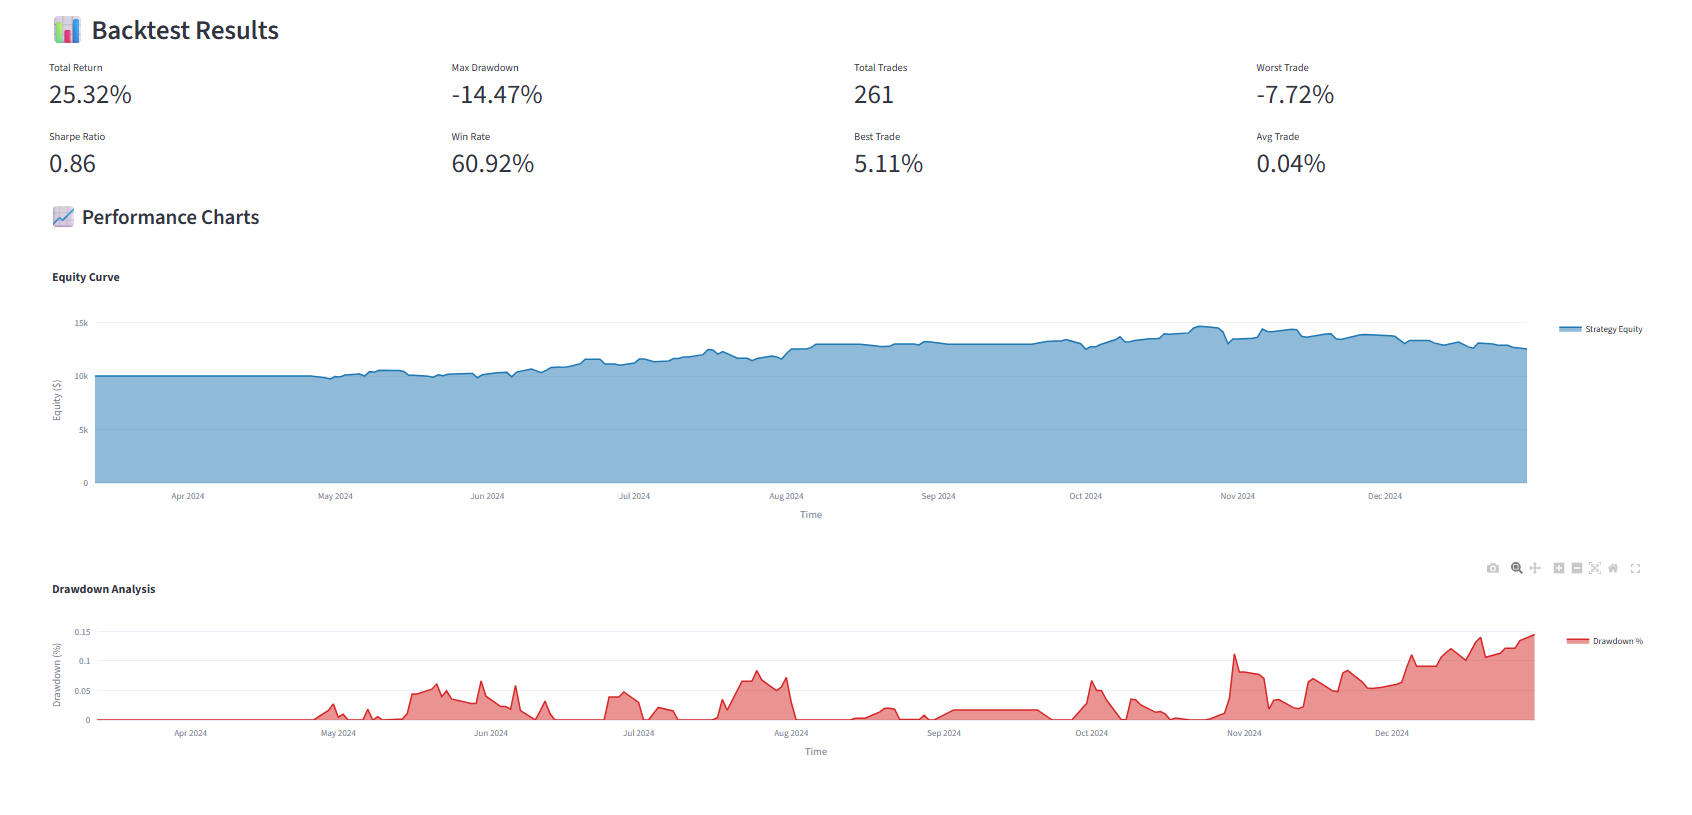 Backtest Results
Total Return Max Drawdown Total Trades Worst Trade
25.32% -14.47% 261 -7.72%
Sharpe Ratio Win Rate Best Trade Avg Trade
0.86 60.92% 5.11% 0.04%
Performance Charts
Equity Curve
15k
10k
5k
0
Equity ($)
Strategy Equity
Apr 2024 May 2024 Jun 2024 Jul 2024 Aug 2024 Sep 2024 Oct 2024 Nov 2024 Dec 2024
Time
Drawdown Analysis
0.15
0.1
0.05
0
Drawdown (%)
Drawdown %
Apr 2024 May 2024 Jun 2024 Jul 2024 Aug 2024 Sep 2024 Oct 2024 Nov 2024 Dec 2024
Time